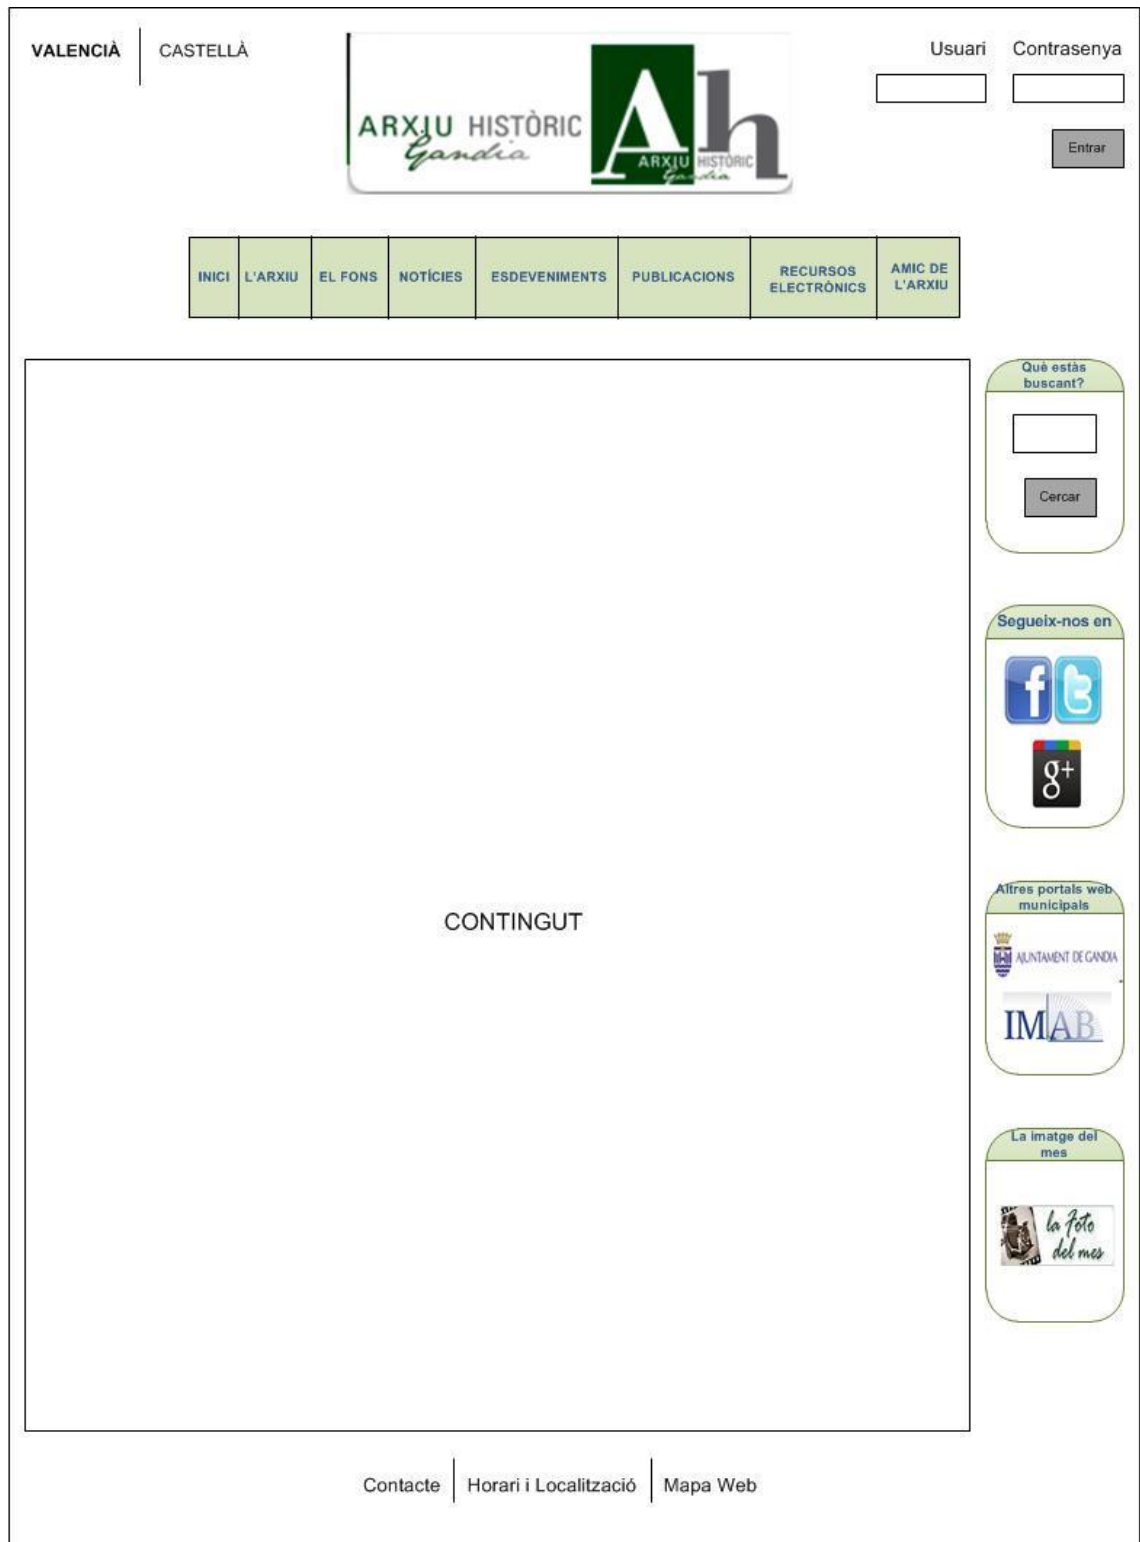 VALENCIÀ
CASTELLÀ
ARXIU HISTÒRIC
Gandia
Ah
ARXIU HISTÒRIC
Gandia
Usuari
Contrasenya
Entrar
INICI
L'ARXIU
EL FONS
NOTÍCIES
ESDEVENIMENTS
PUBLICACIONS
RECURSOS
ELECTRÒNICS
AMIC DE
L'ARXIU
CONTINGUT
Què estàs
buscant?
Cercar
Segueix-nos en
f
t
g+
Altres portals web
municipals
AJUNTAMENT DE GANDIA
IMAB
La imatge del
mes
la Foto
del mes
Contacte
Horari i Localització
Mapa Web